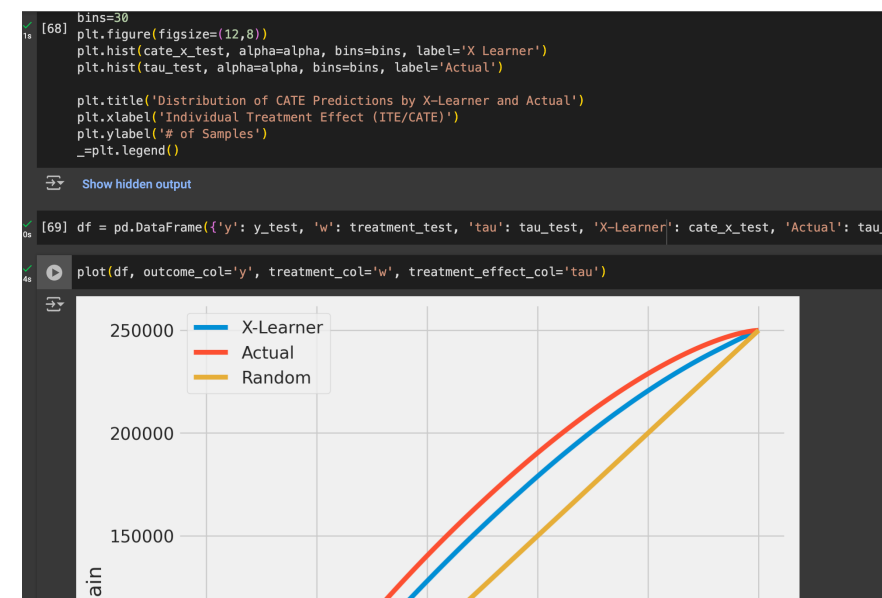 bins=30
[68] plt.figure(figsize=(12,8))
1s
plt.hist(cate_x_test, alpha=alpha, bins=bins, label='X Learner')
plt.hist(tau_test, alpha=alpha, bins=bins, label='Actual')
plt.title('Distribution of CATE Predictions by X-Learner and Actual')
plt.xlabel('Individual Treatment Effect (ITE/CATE)')
plt.ylabel('# of Samples')
_=plt.legend()
Show hidden output
[69] df = pd.DataFrame({'y': y_test, 'w': treatment_test, 'tau': tau_test, 'X-Learner': cate_x_test, 'Actual': tau_
0s
plot(df, outcome_col='y', treatment_col='w', treatment_effect_col='tau')
4s
250000
X-Learner
Actual
Random
200000
150000
ain